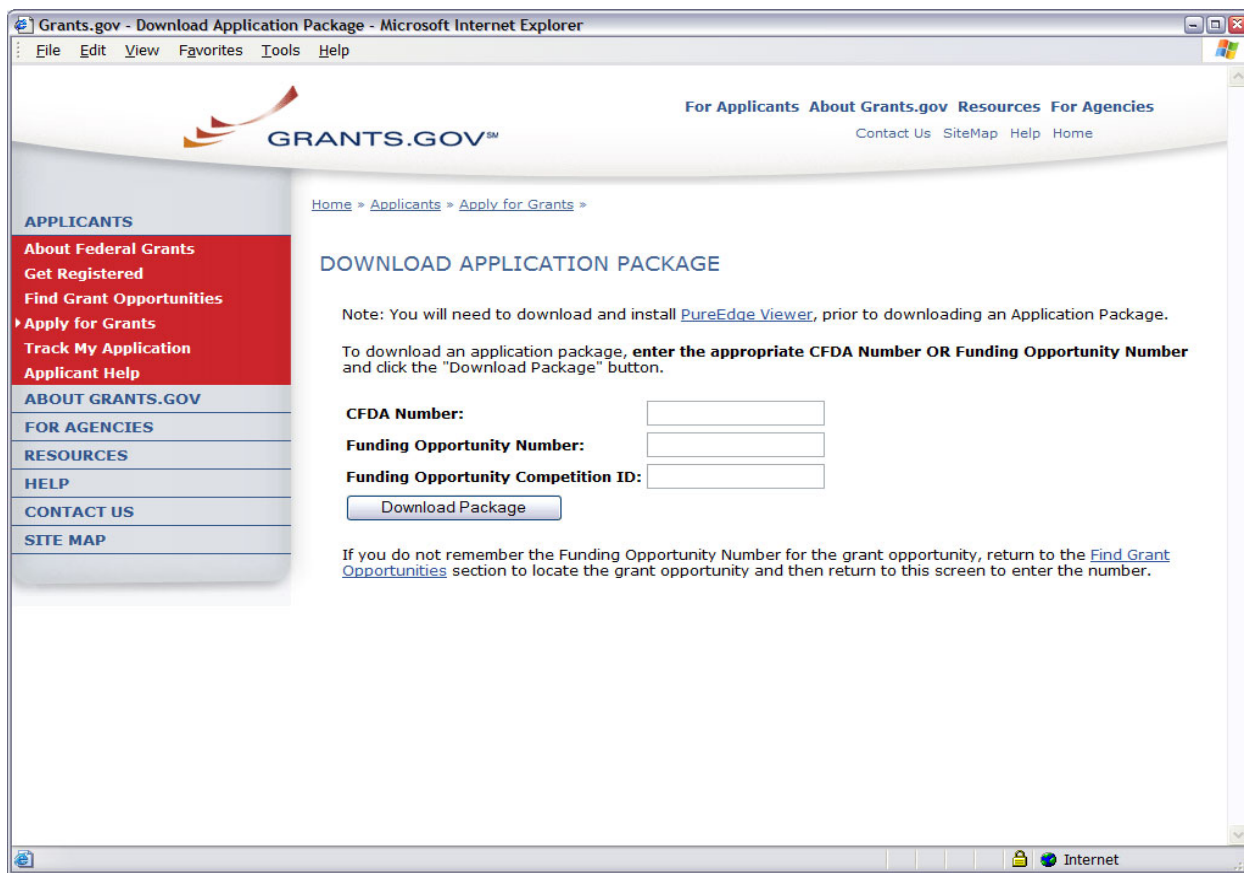 Grants.gov - Download Application Package - Microsoft Internet Explorer
File Edit View Favorites Tools Help
For Applicants About Grants.gov Resources For Agencies
GRANTS.GOV℠
Contact Us SiteMap Help Home
Home » Applicants » Apply for Grants »
APPLICANTS
About Federal Grants
Get Registered
Find Grant Opportunities
Apply for Grants
Track My Application
Applicant Help
ABOUT GRANTS.GOV
FOR AGENCIES
RESOURCES
HELP
CONTACT US
SITE MAP
DOWNLOAD APPLICATION PACKAGE
Note: You will need to download and install PureEdge Viewer, prior to downloading an Application Package.
To download an application package, enter the appropriate CFDA Number OR Funding Opportunity Number
and click the "Download Package" button.
CFDA Number:
Funding Opportunity Number:
Funding Opportunity Competition ID:
Download Package
If you do not remember the Funding Opportunity Number for the grant opportunity, return to the Find Grant
Opportunities section to locate the grant opportunity and then return to this screen to enter the number.
Internet